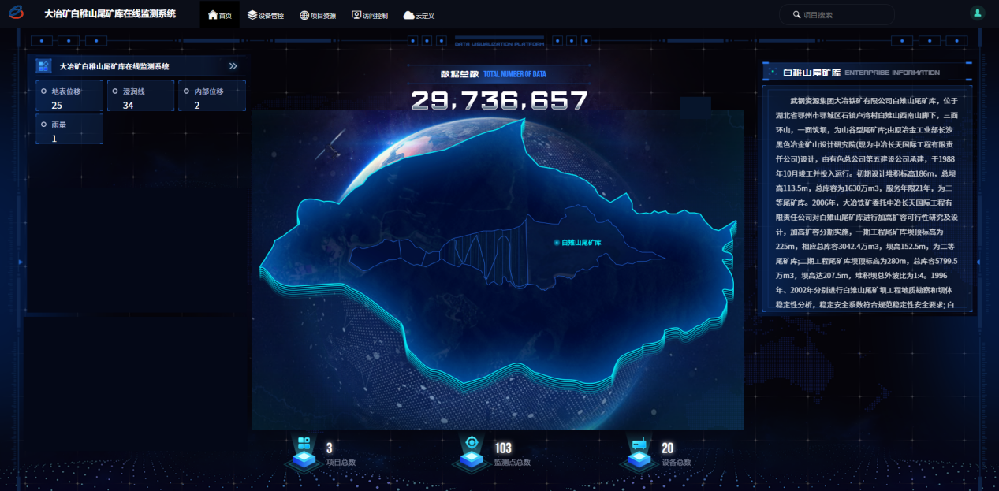 大冶矿白稚山尾矿库在线监测系统
首页
设备管控
项目资源
访问控制
云定义
项目搜索
DATA VISUALIZATION PLATFORM
大冶矿白稚山尾矿库在线监测系统
地表位移
25
浸润线
34
内部位移
2
雨量
1
数据总数 TOTAL NUMBER OF DATA
29,736,657
白雉山尾矿库
3
项目总数
103
监测点总数
20
设备总数
白稚山尾矿库 ENTERPRISE INFORMATION
武钢资源集团大冶铁矿有限公司白雉山尾矿库，位于
湖北省鄂州市鄂城区石镇卢湾村白雉山西南山脚下，三面
环山，一面筑坝，为山谷型尾矿库;由原冶金工业部长沙
黑色冶金矿山设计研究院(现为中冶长天国际工程有限责
任公司)设计，由有色总公司第五建设公司承建，于1988
年10月竣工并投入运行。初期设计堆积标高186m，总坝
高113.5m，总库容为1630万m3，服务年限21年，为三
等尾矿库。2006年，大冶铁矿委托中冶长天国际工程有
限责任公司对白雉山尾矿库进行加高扩容可行性研究及设
计，加高扩容分期实施，一期工程尾矿库坝顶标高为
225m，相应总库容3042.4万m3，坝高152.5m，为二等
尾矿库;二期工程尾矿库坝顶标高为280m，总库容5799.5
万m3，坝高达207.5m，堆积坝总外坡比为1:4。1996
年、2002年分别进行白雉山尾矿坝工程地质勘察和坝体
稳定性分析，稳定安全系数符合规范稳定性安全要求; 白